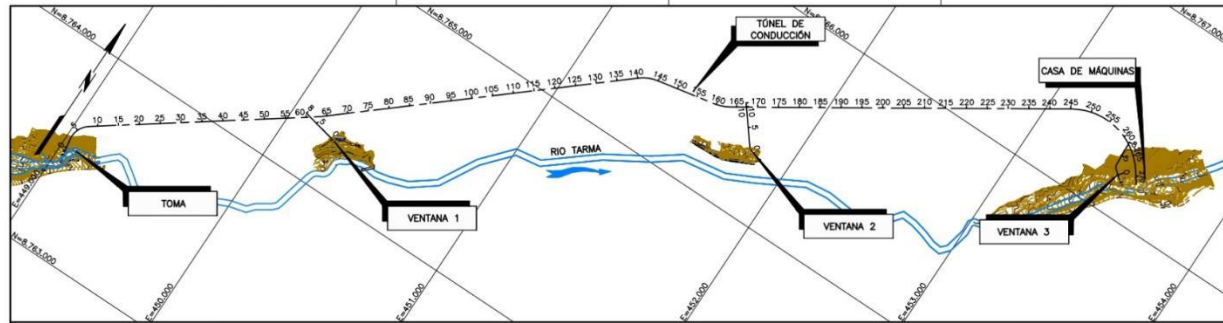 N=8.764.000
N=8.765.000
N=8.766.000
N=8.767.000
TÚNEL DE
CONDUCCIÓN
CASA DE MÁQUINAS
10 15 20 25 30 35 40 45 50 55 60 65 70 75 80 85 90 95 100 105 110 115 120 125 130 135 140 145 150 155 160 165 170 175 180 185 190 195 200 205 210 215 220 225 230 235 240 245 250 255 260
RIO TARMA
TOMA
VENTANA 1
VENTANA 2
VENTANA 3
E=449.000
N=8.763.000
E=450.000
E=451.000
E=452.000
E=453.000
E=454.000